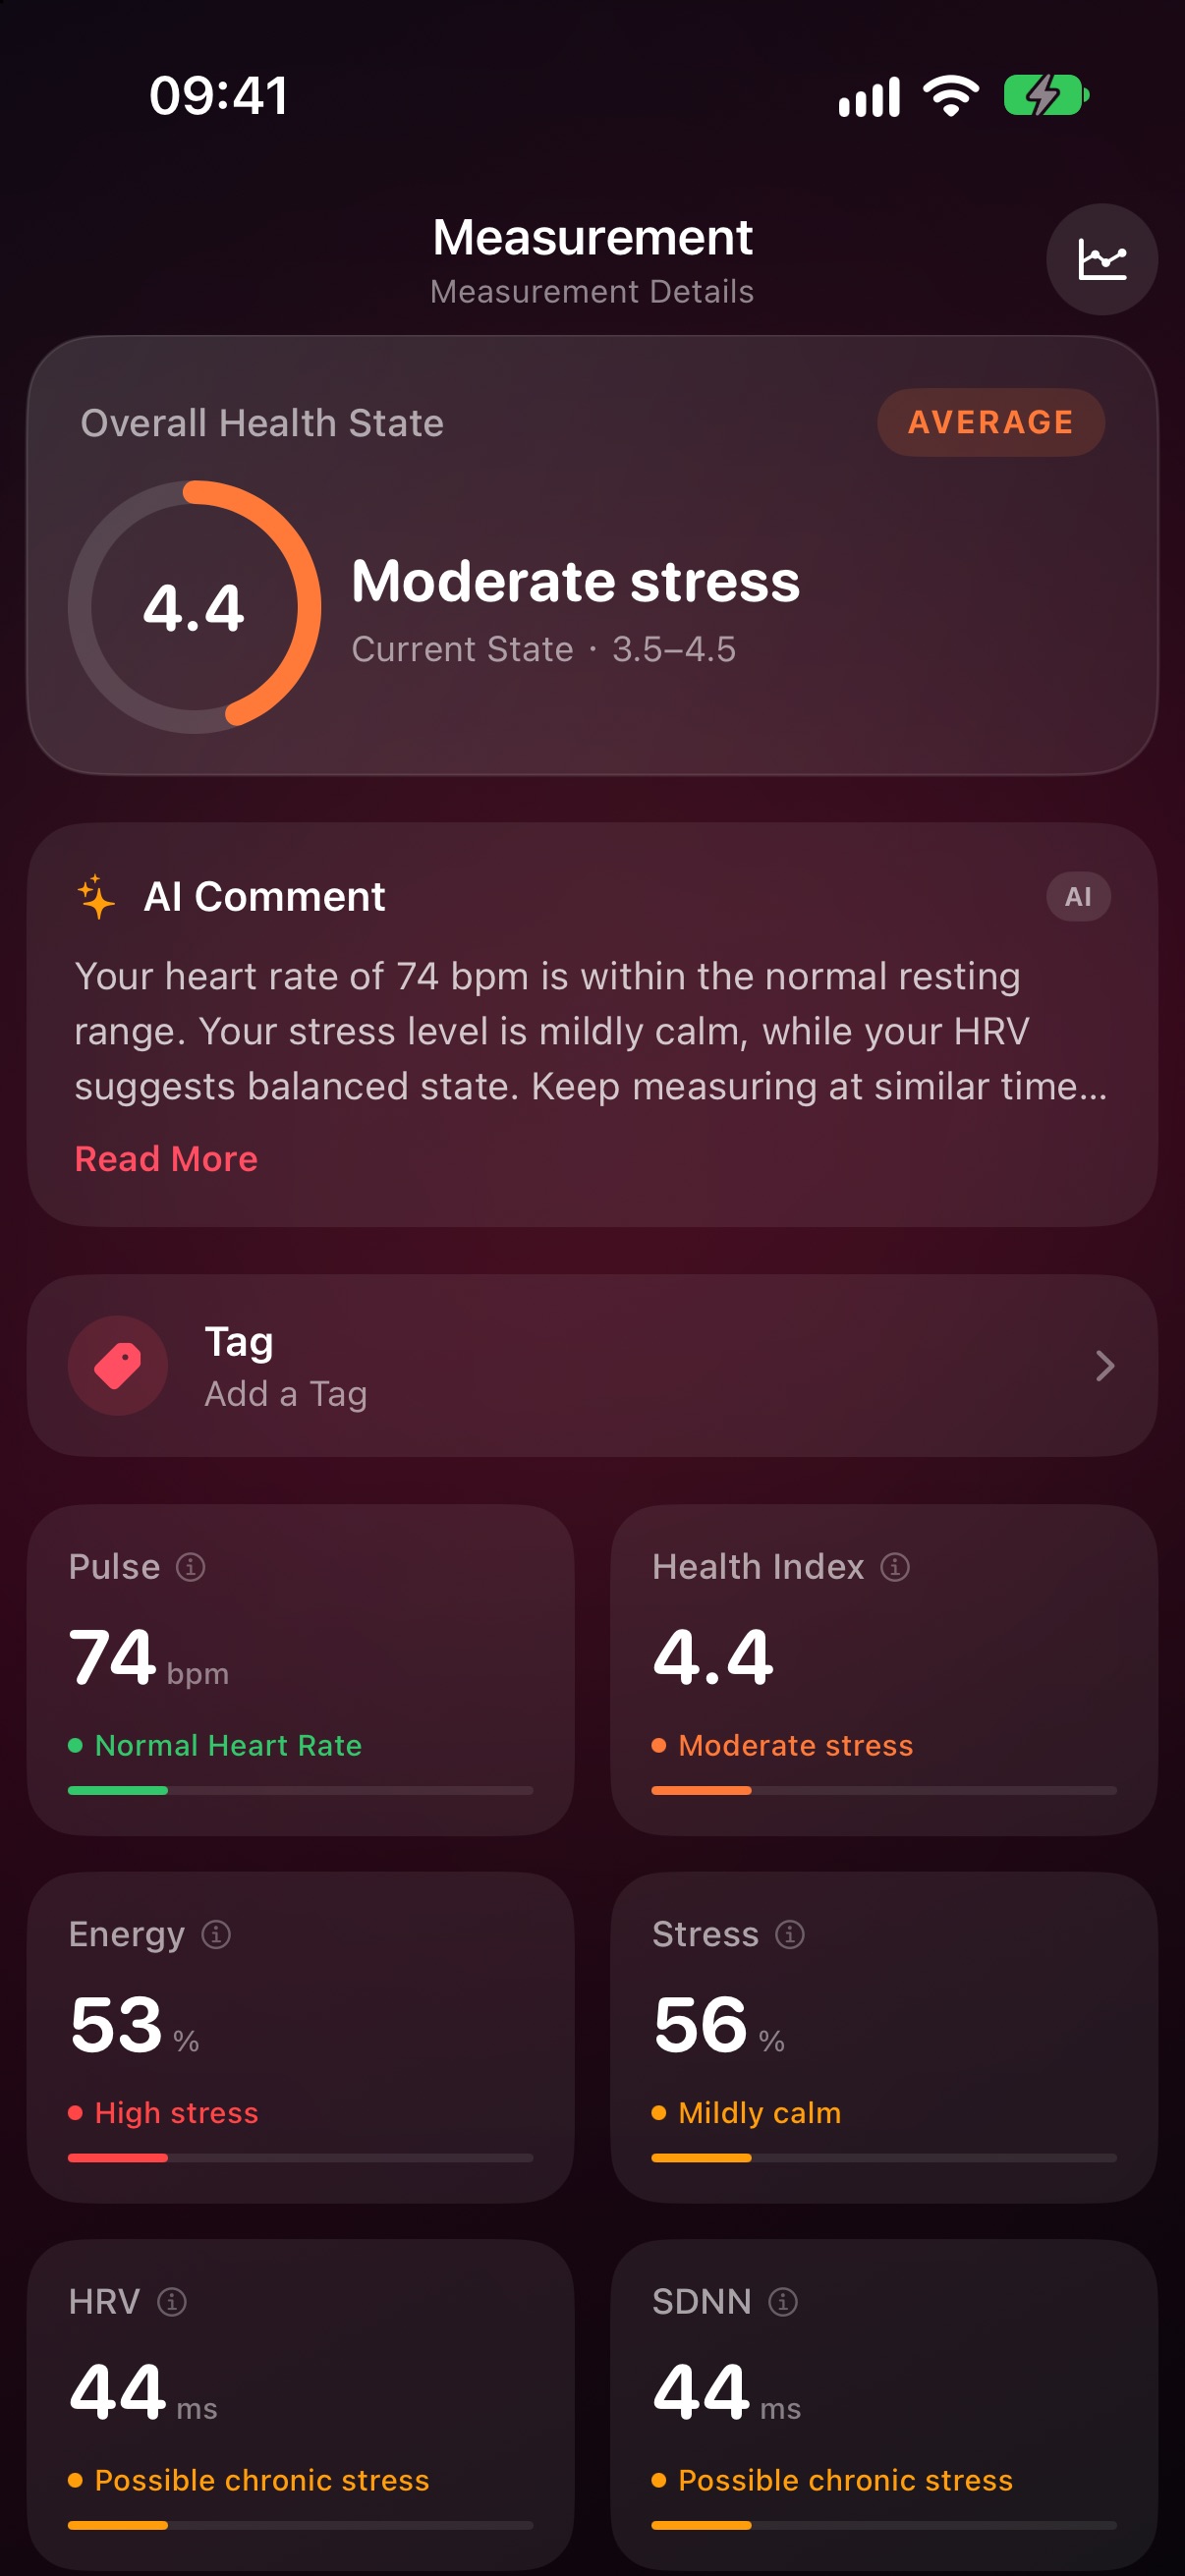 09:41
Measurement
Measurement Details
Overall Health State
AVERAGE
4.4
Moderate stress
Current State · 3.5–4.5
AI Comment
AI
Your heart rate of 74 bpm is within the normal resting
range. Your stress level is mildly calm, while your HRV
suggests balanced state. Keep measuring at similar time...
Read More
Tag
Add a Tag
Pulse
74 bpm
Normal Heart Rate
Health Index
4.4
Moderate stress
Energy
53 %
High stress
Stress
56 %
Mildly calm
HRV
44 ms
Possible chronic stress
SDNN
44 ms
Possible chronic stress